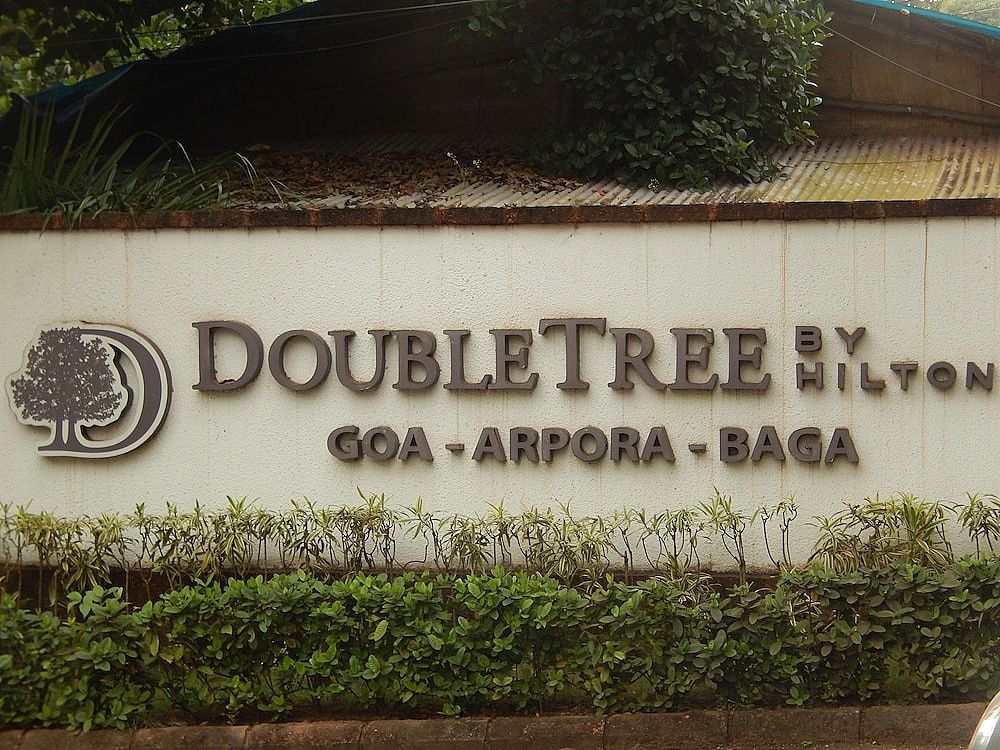 DOUBLETREE BY HILTON
GOA - ARPORA - BAGA